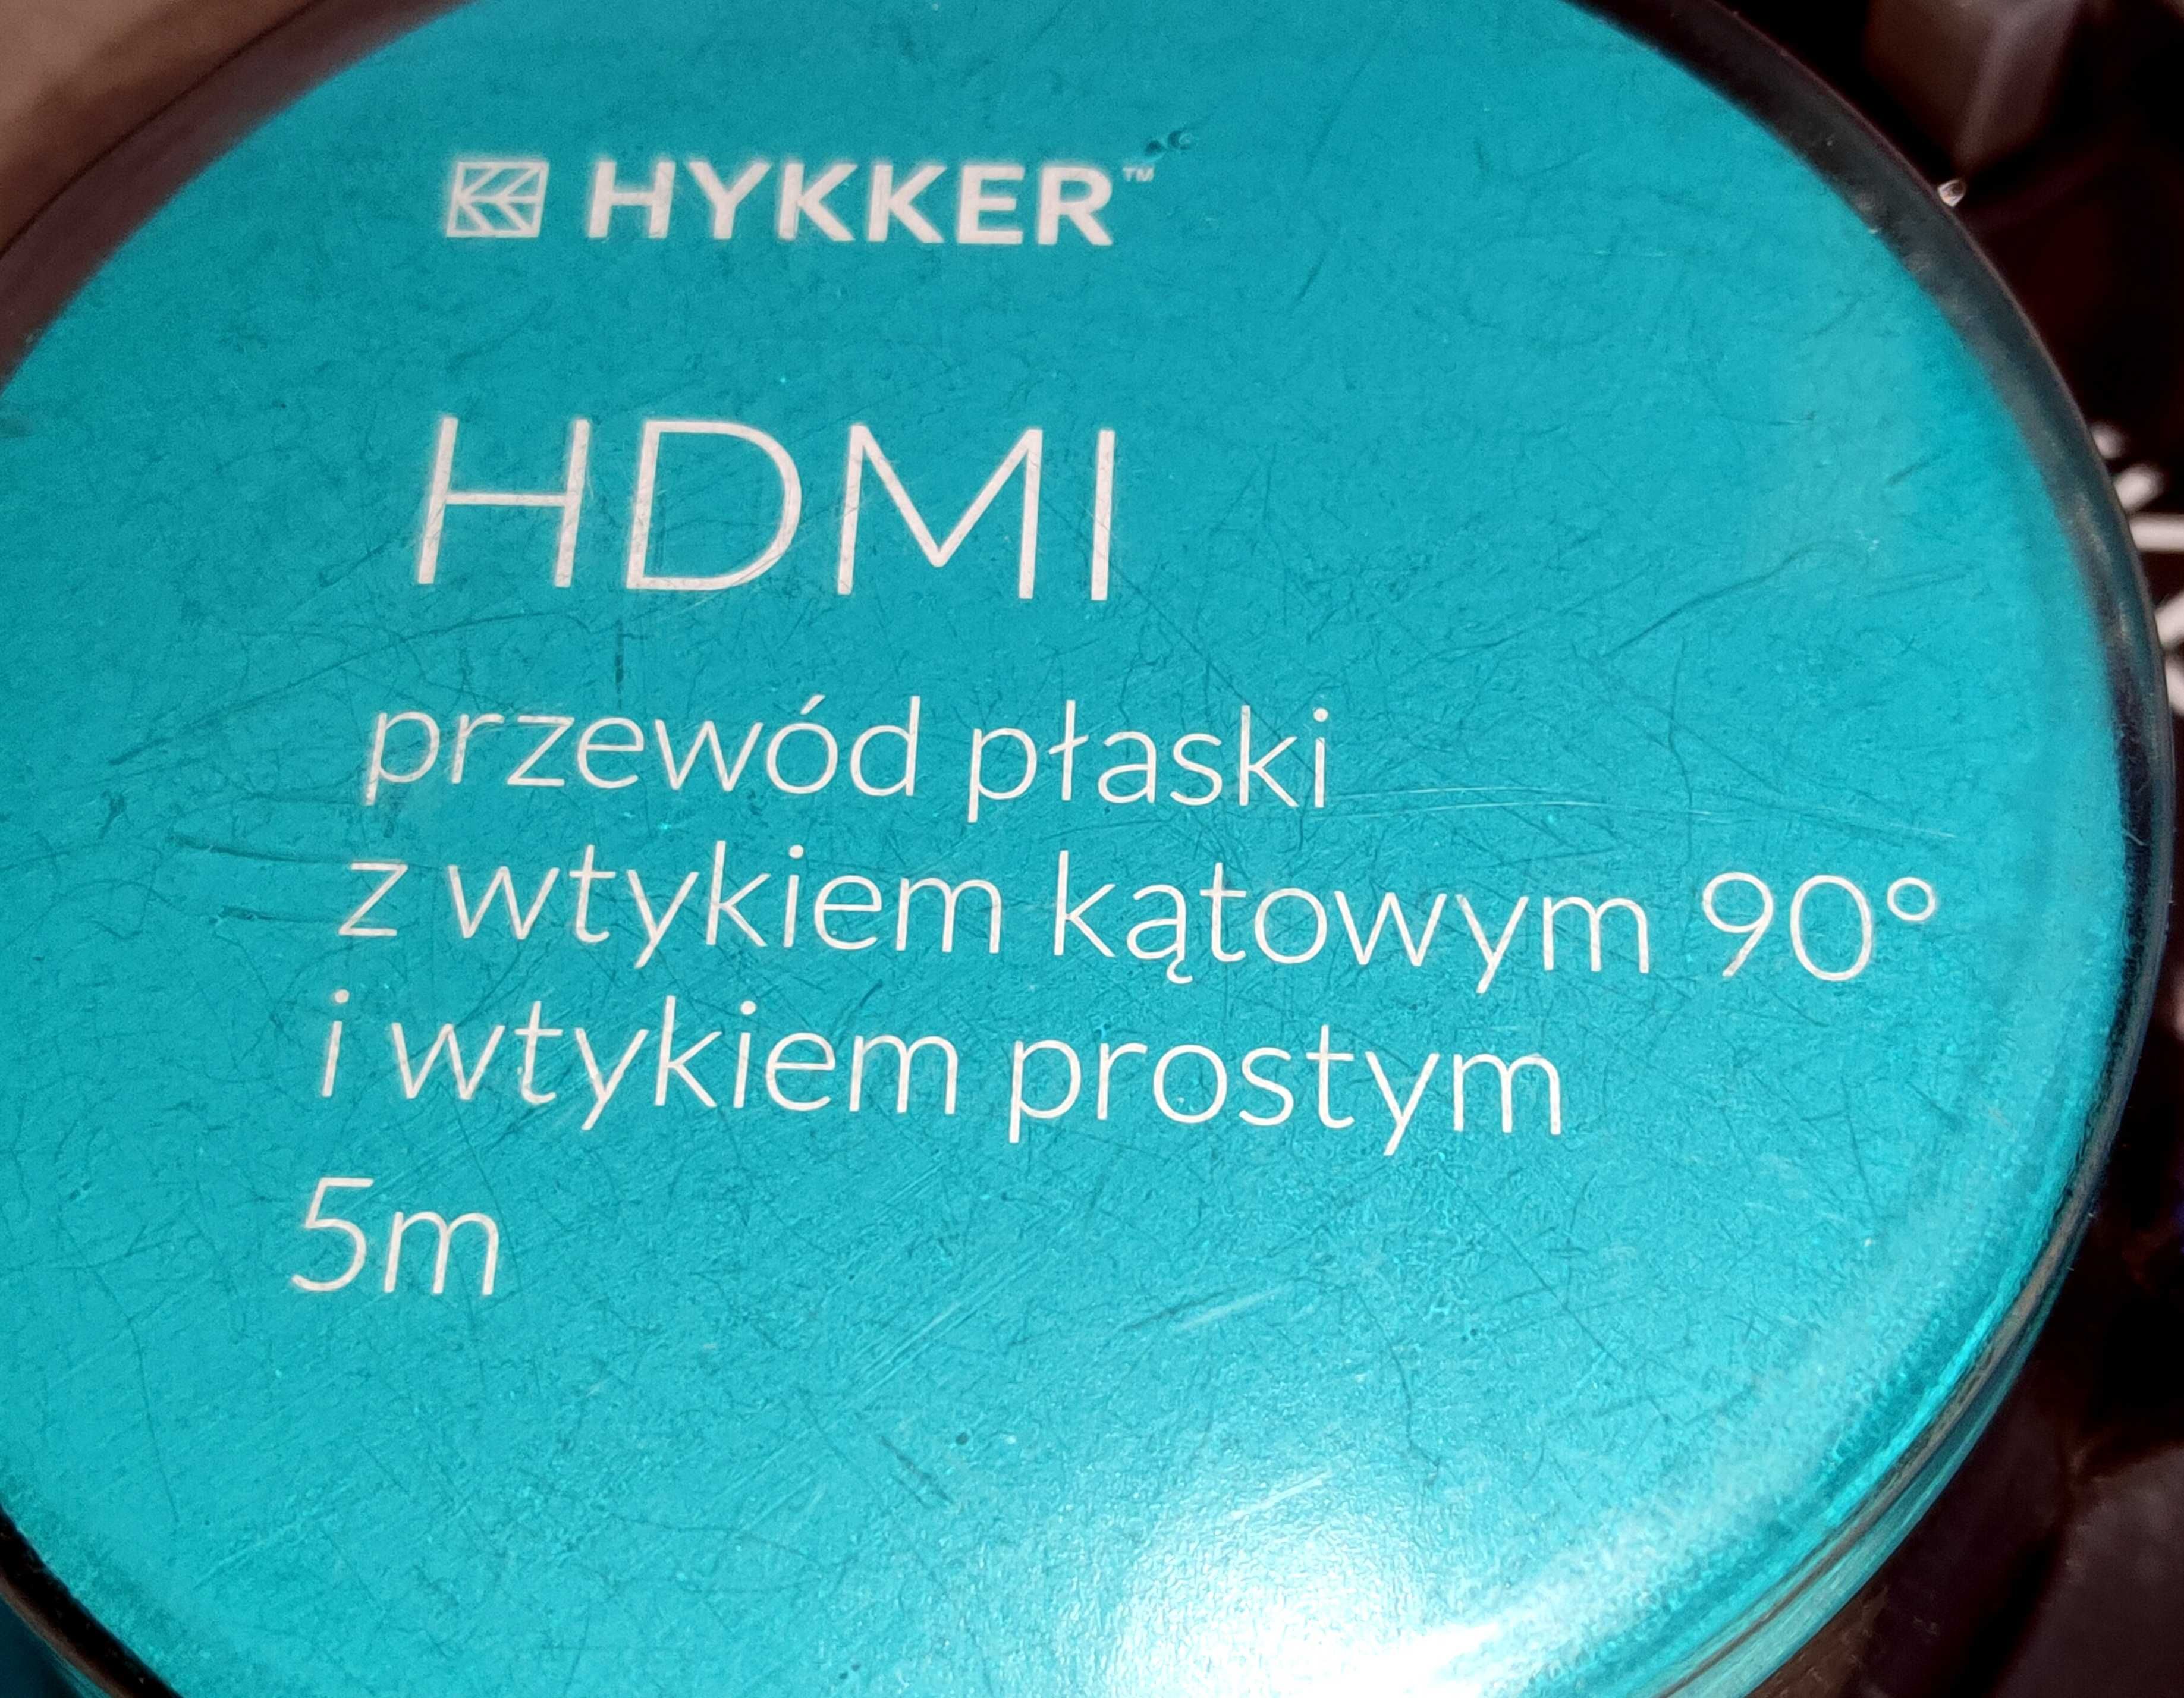 HYKKER™
HDMI
przewód płaski
z wtykiem kątowym 90°
i wtykiem prostym
5m